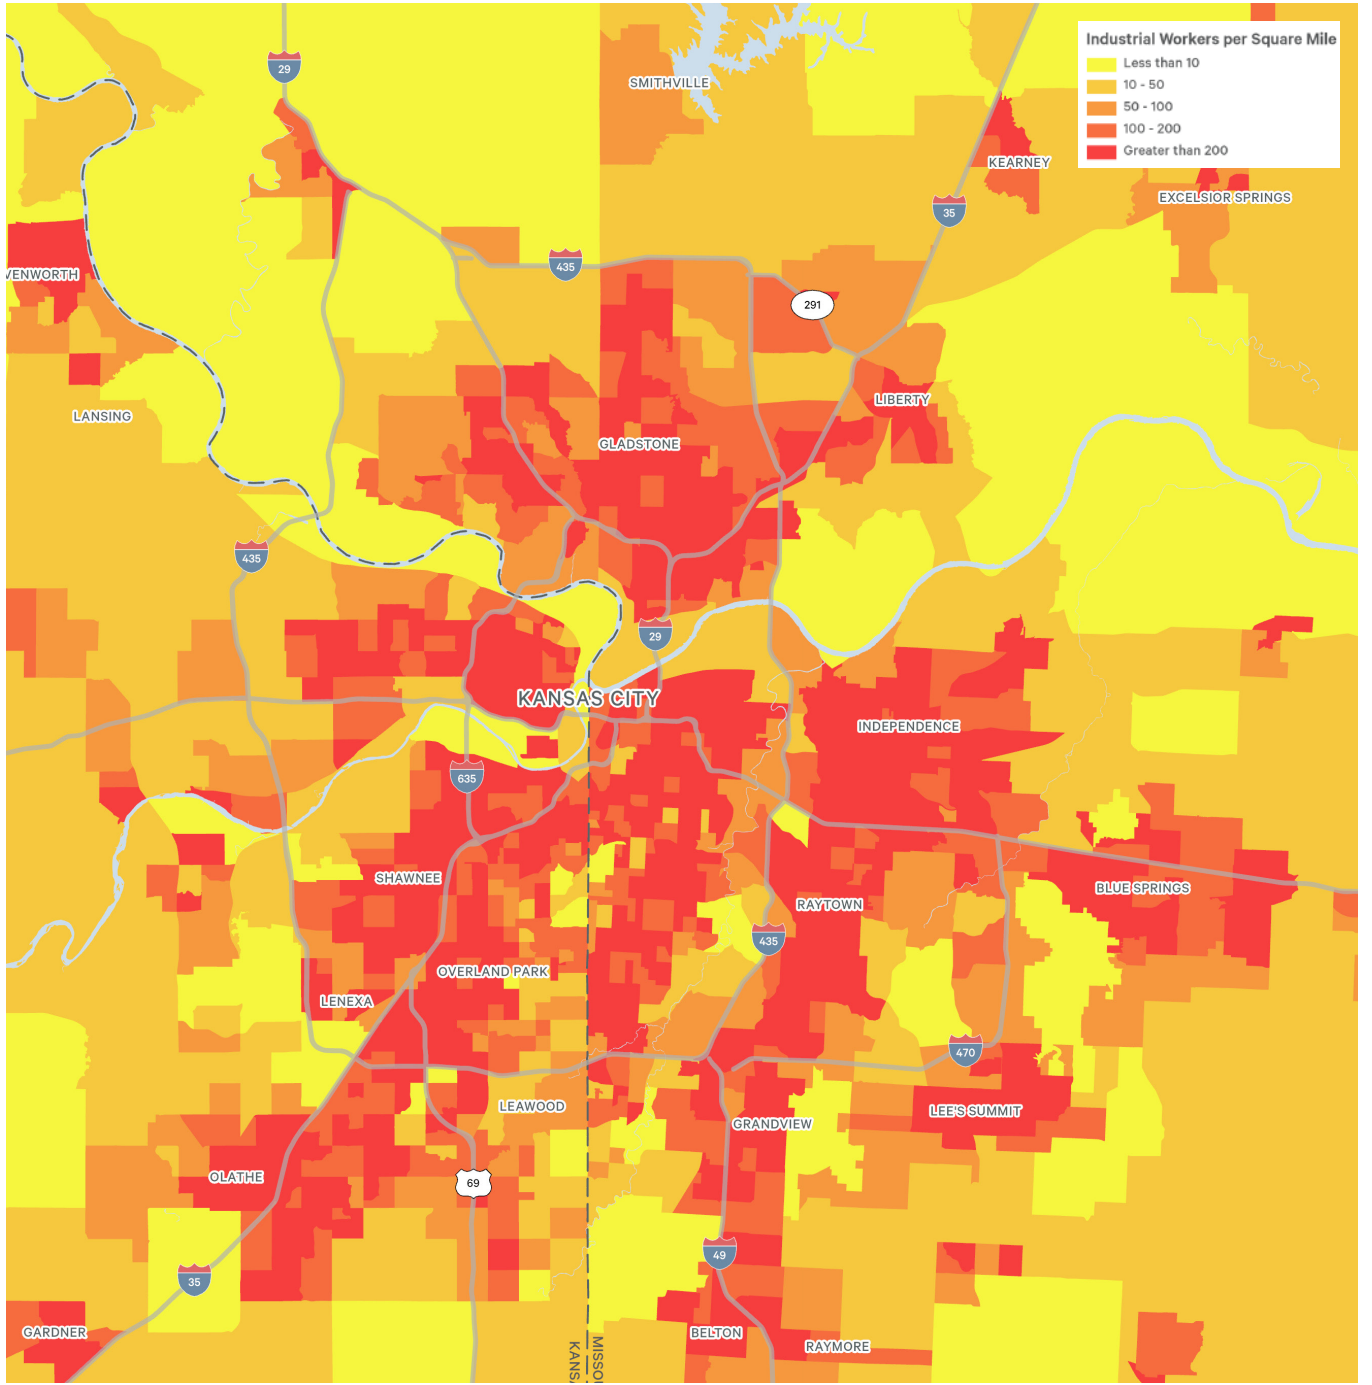 Industrial Workers per Square Mile
Less than 10
10 - 50
50 - 100
100 - 200
Greater than 200
29
SMITHVILLE
KEARNEY
EXCELSIOR SPRINGS
35
435
VENWORTH
291
LANSING
LIBERTY
GLADSTONE
435
29
KANSAS CITY
INDEPENDENCE
635
SHAWNEE
BLUE SPRINGS
RAYTOWN
435
OVERLAND PARK
LENEXA
470
LEAWOOD
LEE'S SUMMIT
GRANDVIEW
OLATHE
69
49
35
GARDNER
BELTON
RAYMORE
MISSO
KANS